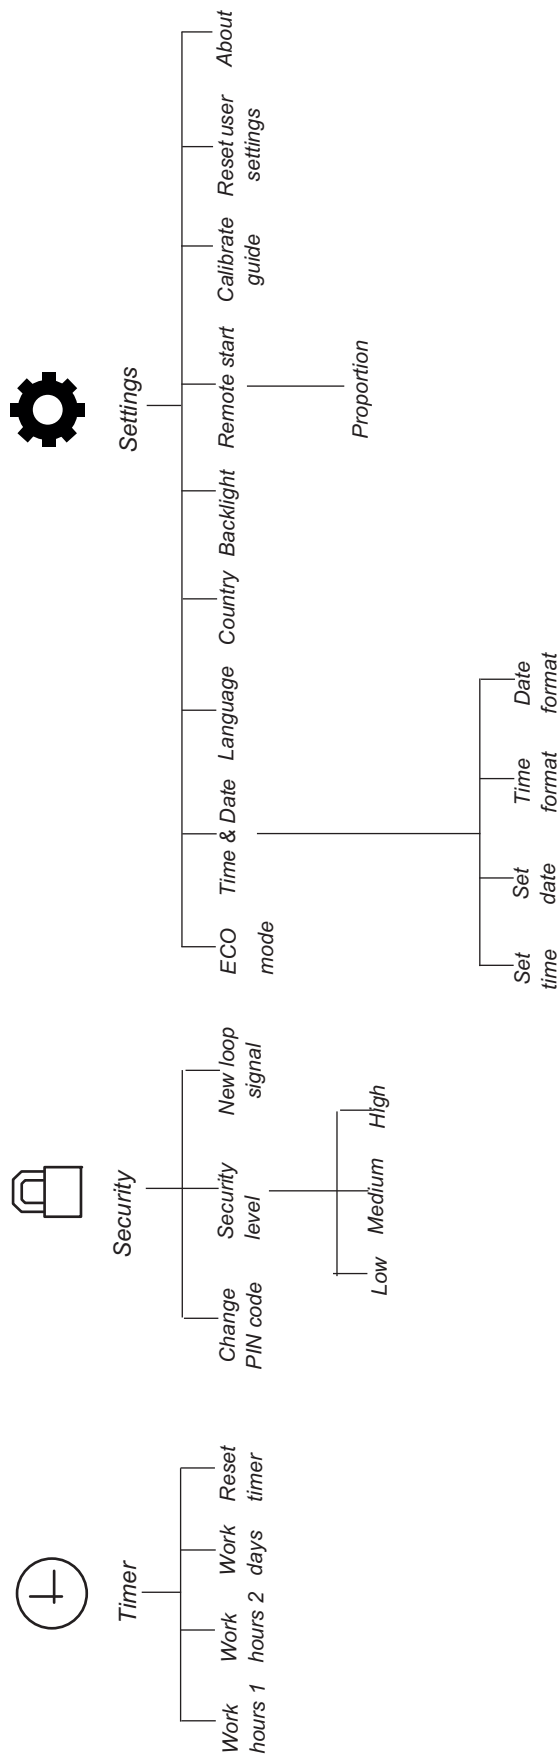 Timer
Work
hours 1
Work
hours 2
Work
days
Reset
timer
Security
Change
PIN code
Security
level
New loop
signal
Low
Medium
High
Settings
ECO
mode
Time & Date
Language
Country
Backlight
Remote start
Calibrate
guide
Reset user
settings
About
Proportion
Set
time
Set
date
Time
format
Date
format